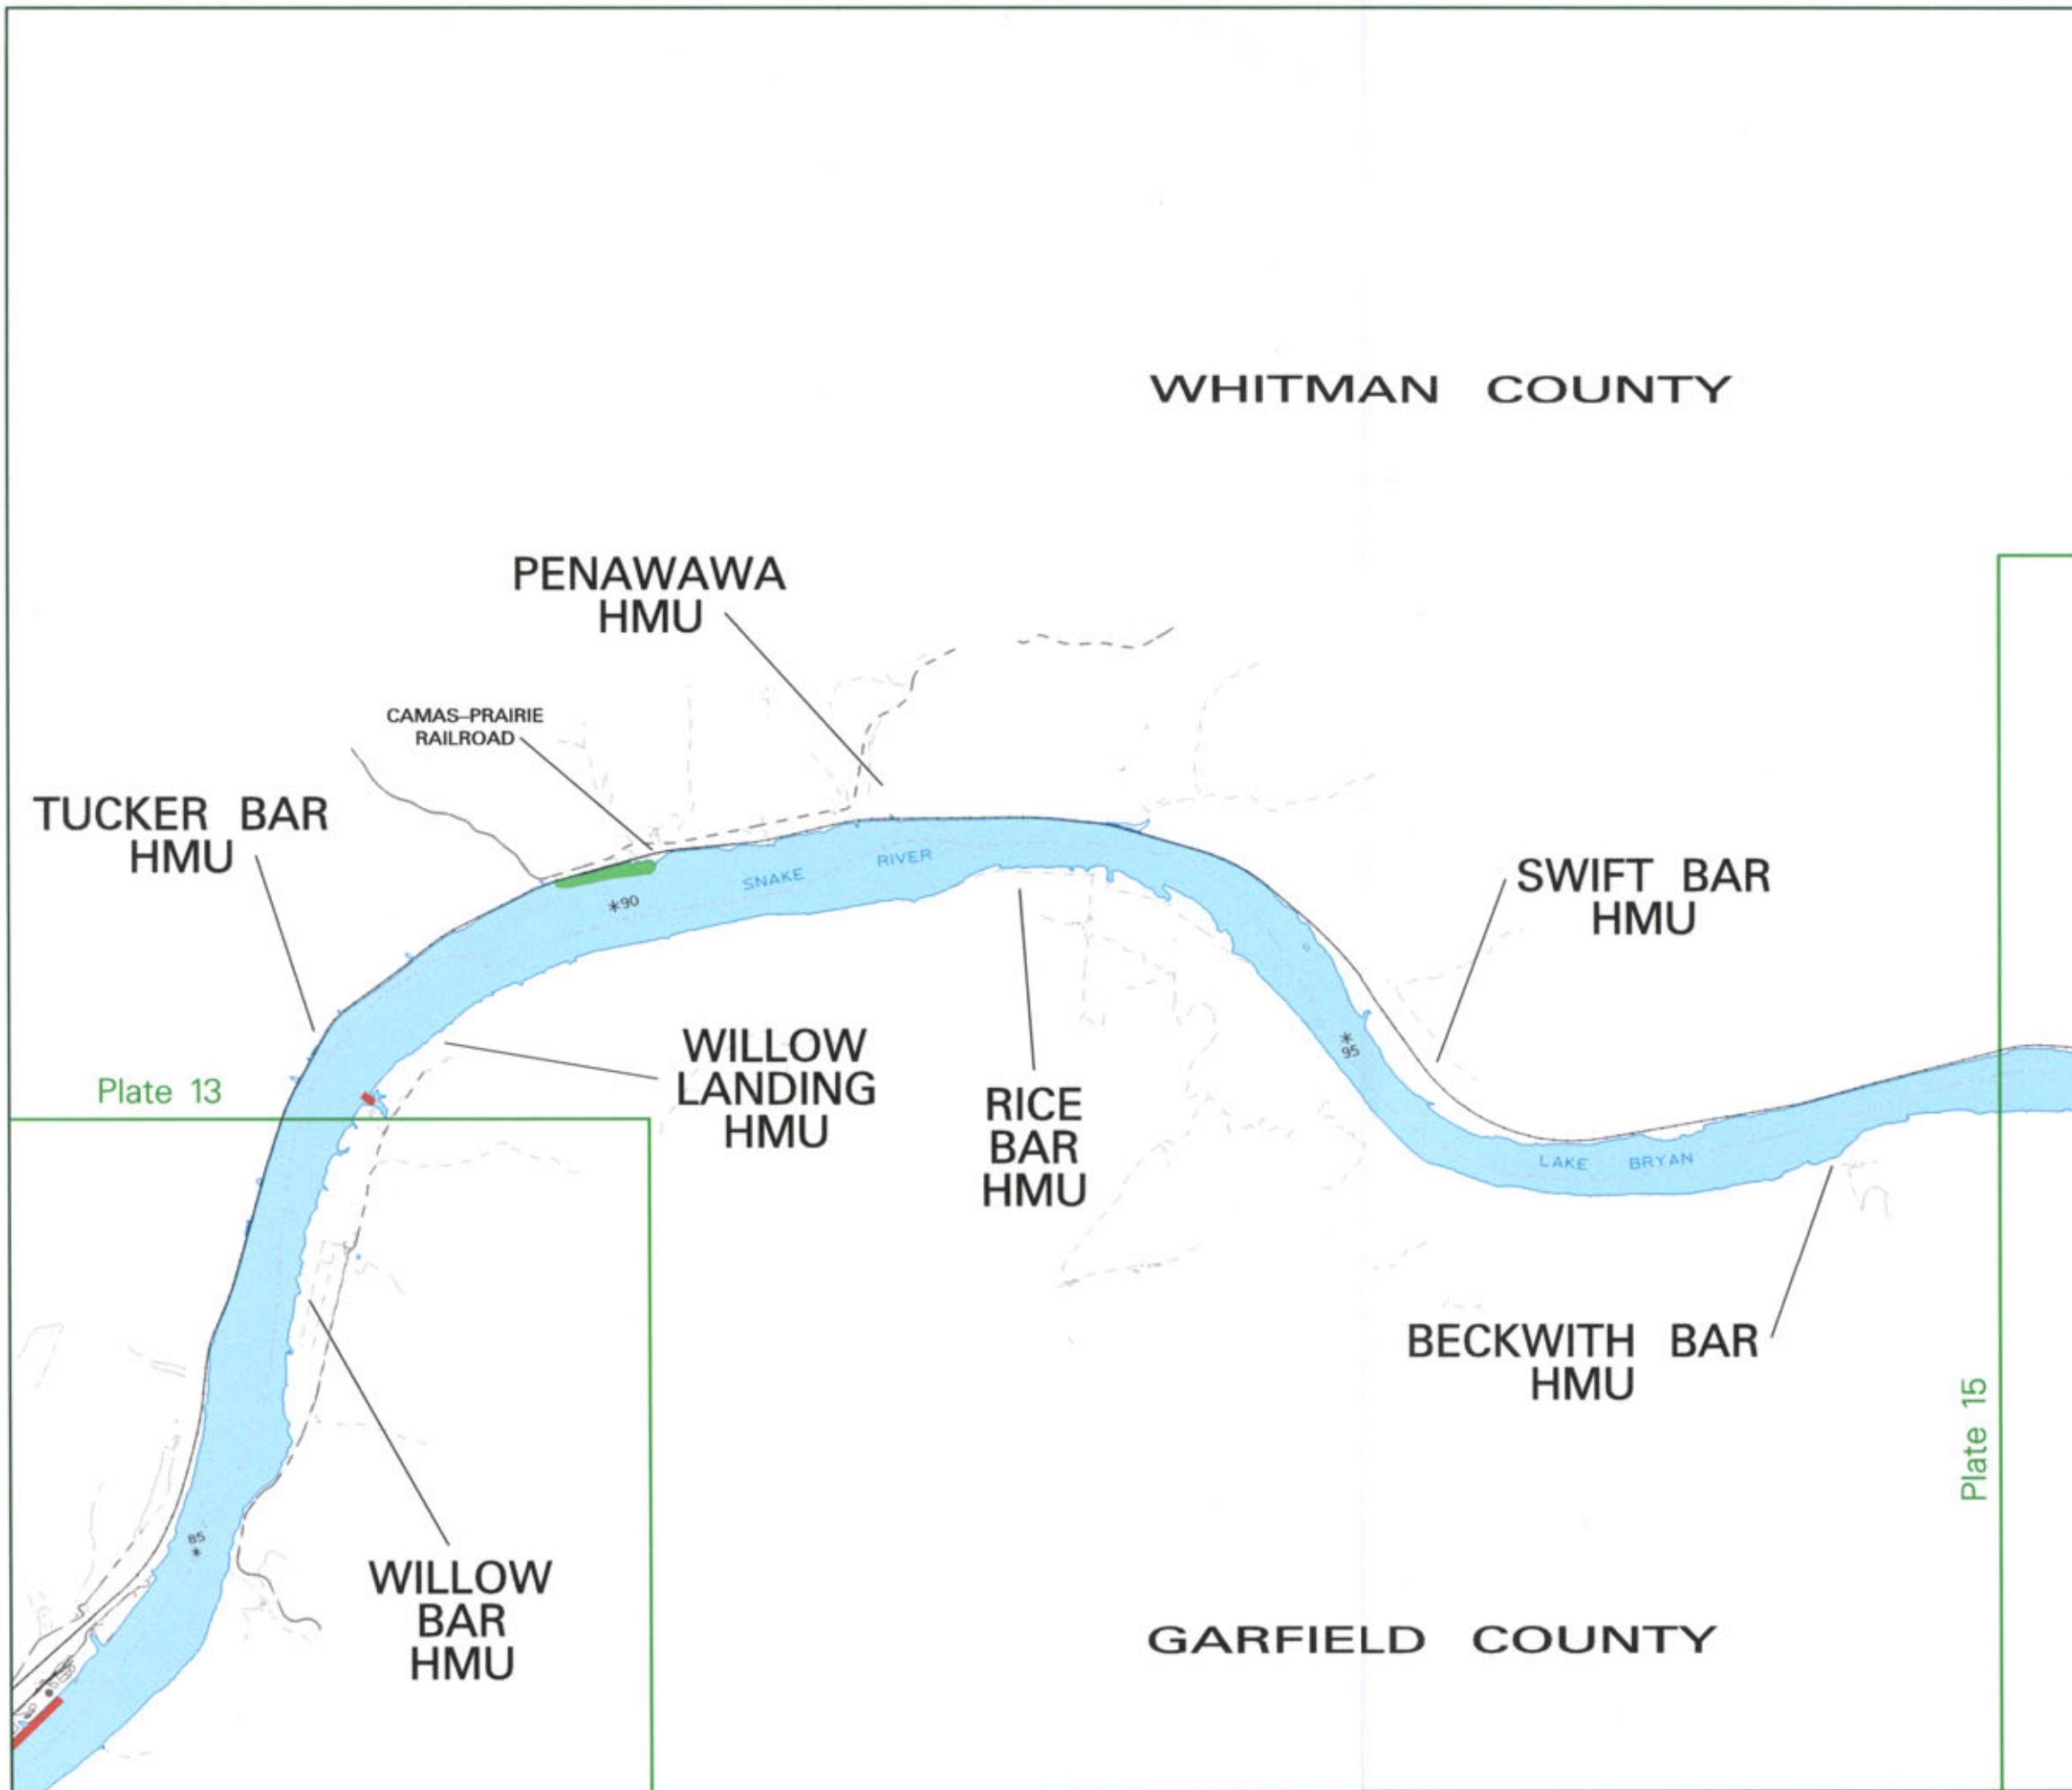 WHITMAN COUNTY
PENAWAWA
HMU
CAMAS–PRAIRIE
RAILROAD
TUCKER BAR
HMU
SNAKE RIVER
*90
SWIFT BAR
HMU
WILLOW
LANDING
HMU
RICE
BAR
HMU
*
95
Plate 13
LAKE BRYAN
BECKWITH BAR
HMU
Plate 15
85
*
WILLOW
BAR
HMU
GARFIELD COUNTY